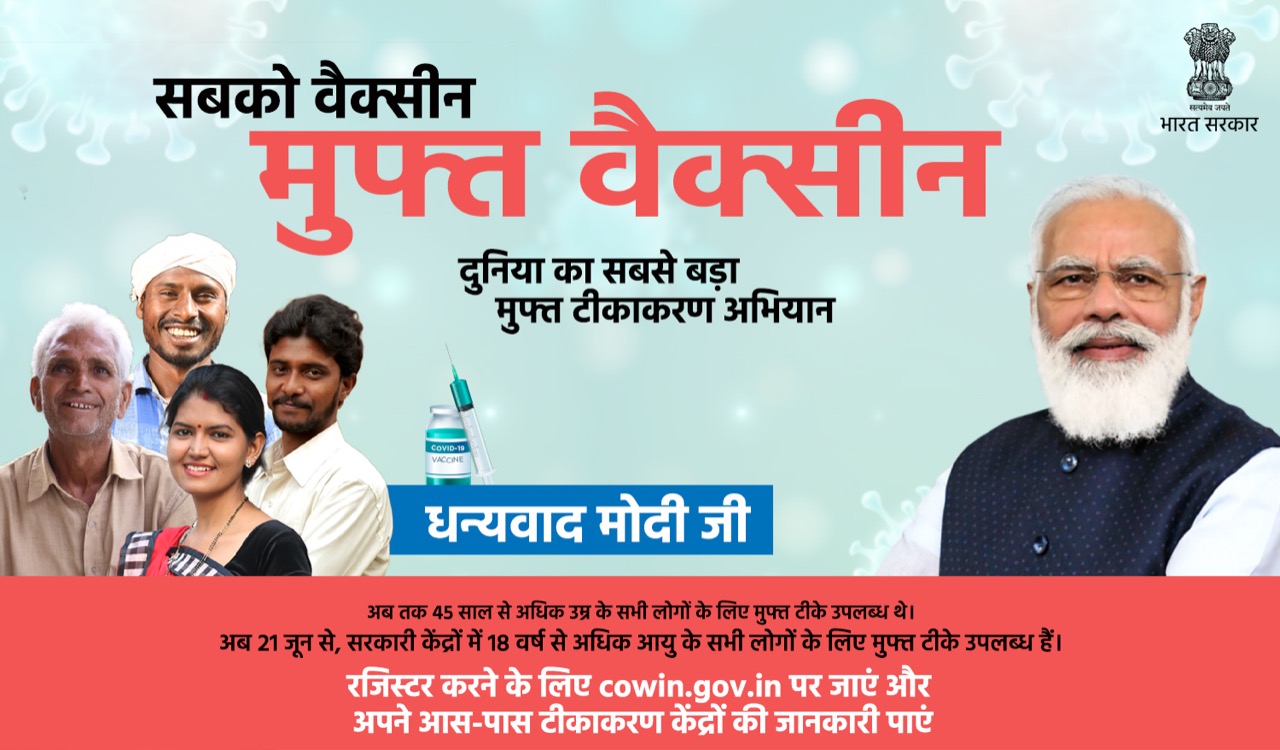 सबको वैक्सीन
मुफ्त वैक्सीन
सत्यमेव जयते
भारत सरकार
दुनिया का सबसे बड़ा
मुफ्त टीकाकरण अभियान
COVID-19
VACCINE
धन्यवाद मोदी जी
अब तक 45 साल से अधिक उम्र के सभी लोगों के लिए मुफ्त टीके उपलब्ध थे।
अब 21 जून से, सरकारी केंद्रों में 18 वर्ष से अधिक आयु के सभी लोगों के लिए मुफ्त टीके उपलब्ध हैं।
रजिस्टर करने के लिए cowin.gov.in पर जाएं और
अपने आस-पास टीकाकरण केंद्रों की जानकारी पाएं